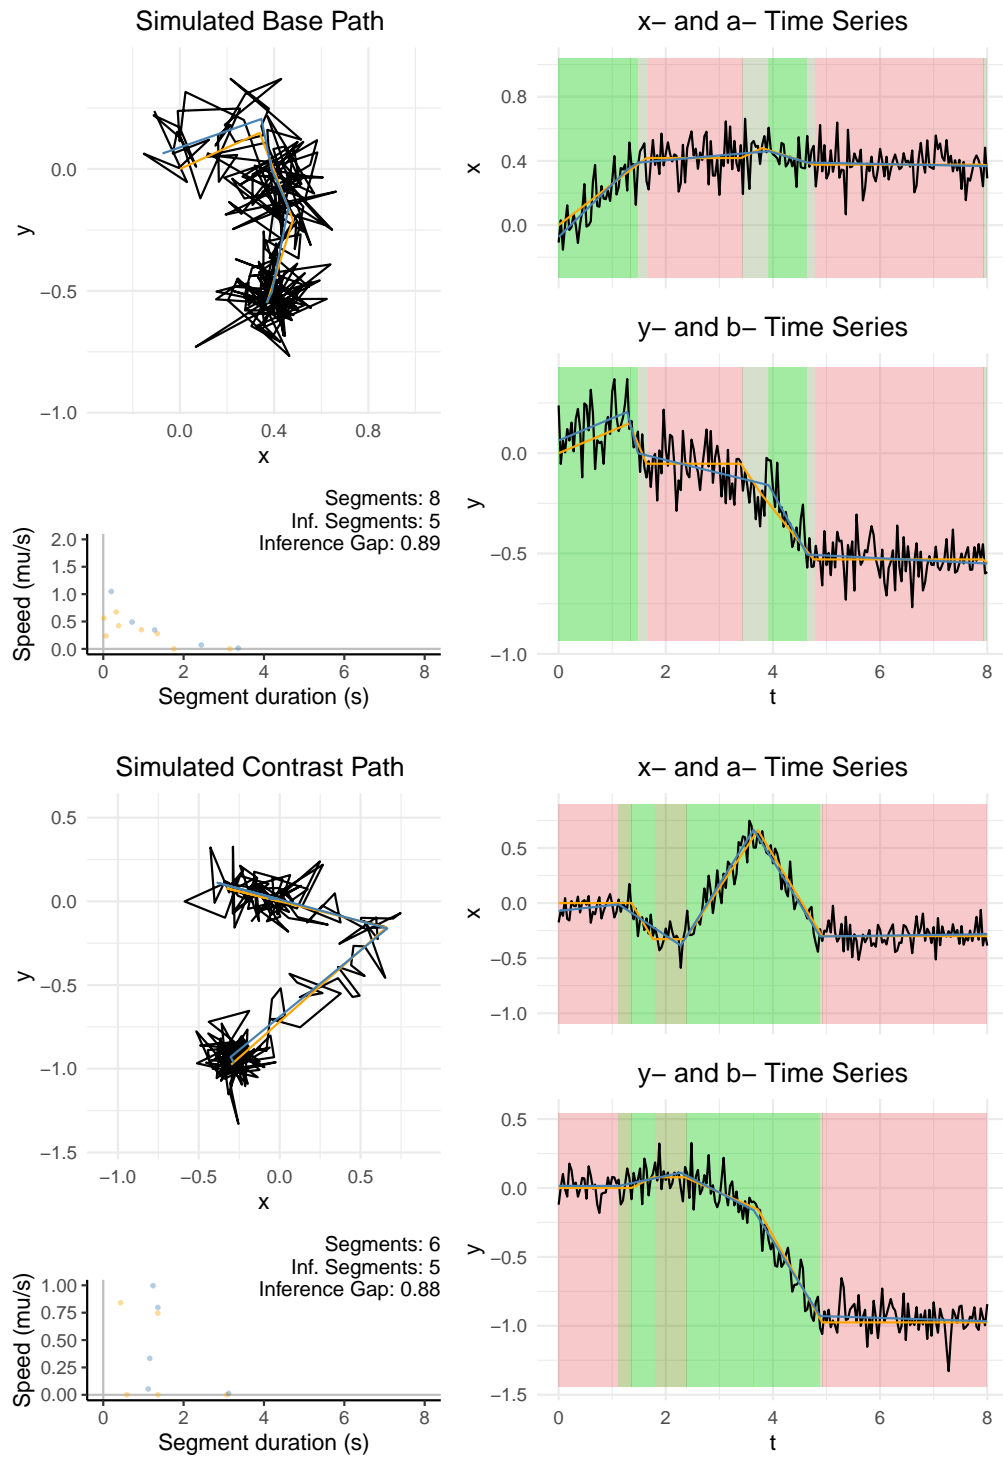 Simulated Base Path
0.0
−0.5
−1.0
y
0.0 0.4 0.8
x
Segments: 8
Inf. Segments: 5
Inference Gap: 0.89
2.0
1.5
1.0
0.5
0.0
Speed (mu/s)
0 2 4 6 8
Segment duration (s)
x− and a− Time Series
0.8
0.4
0.0
x
y− and b− Time Series
0.0
−0.5
−1.0
y
0 2 4 6 8
t
Simulated Contrast Path
0.5
0.0
−0.5
−1.0
−1.5
y
−1.0 −0.5 0.0 0.5
x
Segments: 6
Inf. Segments: 5
Inference Gap: 0.88
1.00
0.75
0.50
0.25
0.00
Speed (mu/s)
0 2 4 6 8
Segment duration (s)
x− and a− Time Series
0.5
0.0
−0.5
−1.0
x
y− and b− Time Series
0.5
0.0
−0.5
−1.0
−1.5
y
0 2 4 6 8
t